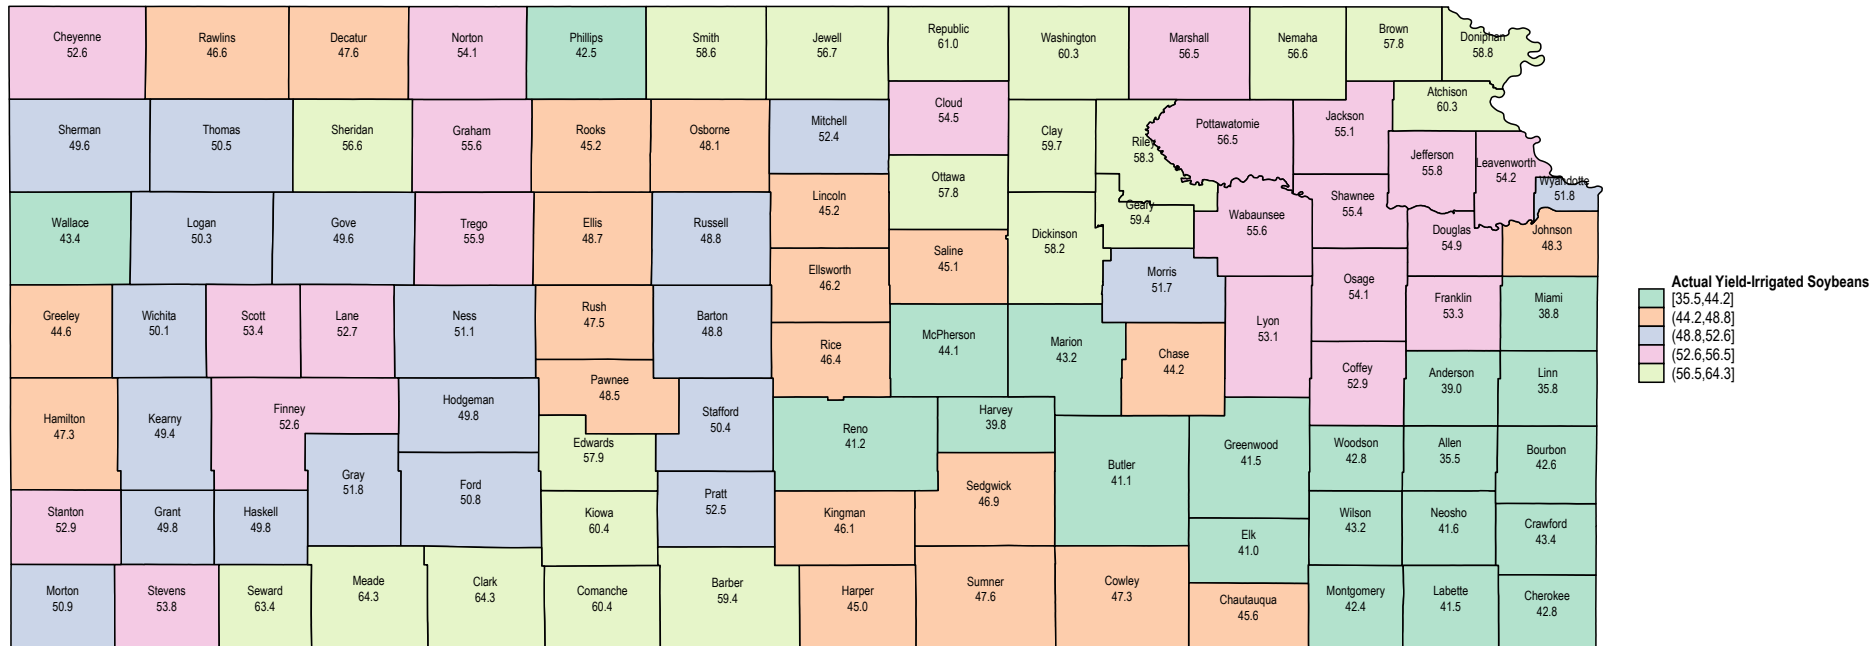 Cheyenne
52.6
Rawlins
46.6
Decatur
47.6
Norton
54.1
Phillips
42.5
Smith
58.6
Jewell
56.7
Republic
61.0
Washington
60.3
Marshall
56.5
Nemaha
56.6
Brown
57.8
Doniphan
58.8
Sherman
49.6
Thomas
50.5
Sheridan
56.6
Graham
55.6
Rooks
45.2
Osborne
48.1
Mitchell
52.4
Cloud
54.5
Clay
59.7
Riley
58.3
Pottawatomie
56.5
Jackson
55.1
Atchison
60.3
Jefferson
55.8
Leavenworth
54.2
Wyandotte
51.8
Wallace
43.4
Logan
50.3
Gove
49.6
Trego
55.9
Ellis
48.7
Russell
48.8
Lincoln
45.2
Ottawa
57.8
Saline
45.1
Dickinson
58.2
Geary
59.4
Wabaunsee
55.6
Shawnee
55.4
Douglas
54.9
Johnson
48.3
Greeley
44.6
Wichita
50.1
Scott
53.4
Lane
52.7
Ness
51.1
Rush
47.5
Barton
48.8
Ellsworth
46.2
Rice
46.4
McPherson
44.1
Marion
43.2
Morris
51.7
Chase
44.2
Lyon
53.1
Osage
54.1
Franklin
53.3
Miami
38.8
Coffey
52.9
Anderson
39.0
Linn
35.8
Hamilton
47.3
Kearny
49.4
Finney
52.6
Hodgeman
49.8
Pawnee
48.5
Stafford
50.4
Edwards
57.9
Gray
51.8
Ford
50.8
Reno
41.2
Harvey
39.8
Butler
41.1
Greenwood
41.5
Woodson
42.8
Allen
35.5
Bourbon
42.6
Stanton
52.9
Grant
49.8
Haskell
49.8
Kiowa
60.4
Pratt
52.5
Kingman
46.1
Sedgwick
46.9
Elk
41.0
Wilson
43.2
Neosho
41.6
Crawford
43.4
Morton
50.9
Stevens
53.8
Seward
63.4
Meade
64.3
Clark
64.3
Comanche
60.4
Barber
59.4
Harper
45.0
Sumner
47.6
Cowley
47.3
Chautauqua
45.6
Montgomery
42.4
Labette
41.5
Cherokee
42.8
Actual Yield-Irrigated Soybeans
[35.5,44.2]
(44.2,48.8]
(48.8,52.6]
(52.6,56.5]
(56.5,64.3]